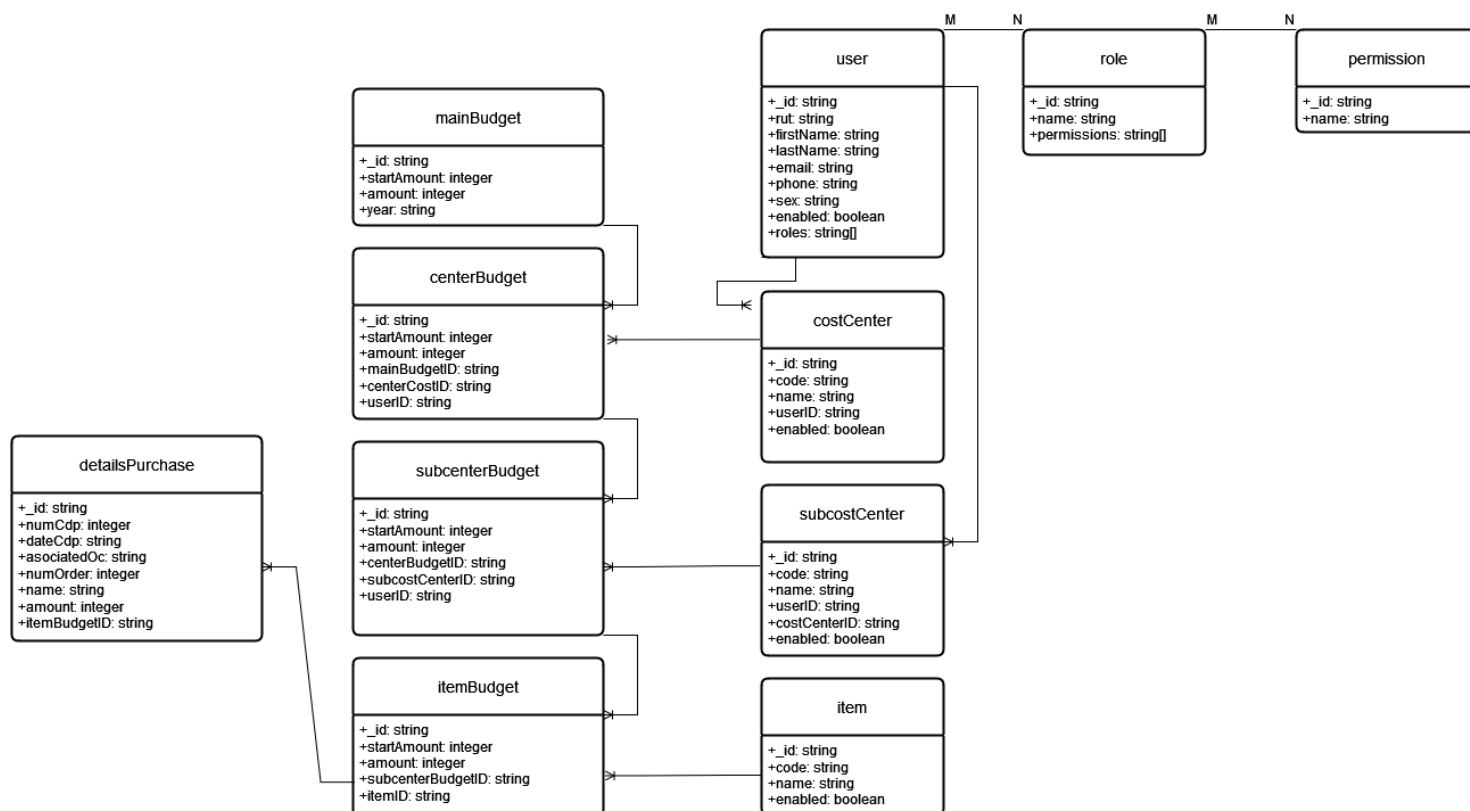 M
N
M
N
user
+_id: string
+rut: string
+firstName: string
+lastName: string
+email: string
+phone: string
+sex: string
+enabled: boolean
+roles: string[]
role
+_id: string
+name: string
+permissions: string[]
permission
+_id: string
+name: string
mainBudget
+_id: string
+startAmount: integer
+amount: integer
+year: string
centerBudget
+_id: string
+startAmount: integer
+amount: integer
+mainBudgetID: string
+centerCostID: string
+userID: string
costCenter
+_id: string
+code: string
+name: string
+userID: string
+enabled: boolean
detailsPurchase
+_id: string
+numCdp: integer
+dateCdp: string
+asociatedOc: string
+numOrder: integer
+name: string
+amount: integer
+itemBudgetID: string
subcenterBudget
+_id: string
+startAmount: integer
+amount: integer
+centerBudgetID: string
+subcostCenterID: string
+userID: string
subcostCenter
+_id: string
+code: string
+name: string
+userID: string
+costCenterID: string
+enabled: boolean
itemBudget
+_id: string
+startAmount: integer
+amount: integer
+subcenterBudgetID: string
+itemID: string
item
+_id: string
+code: string
+name: string
+enabled: boolean